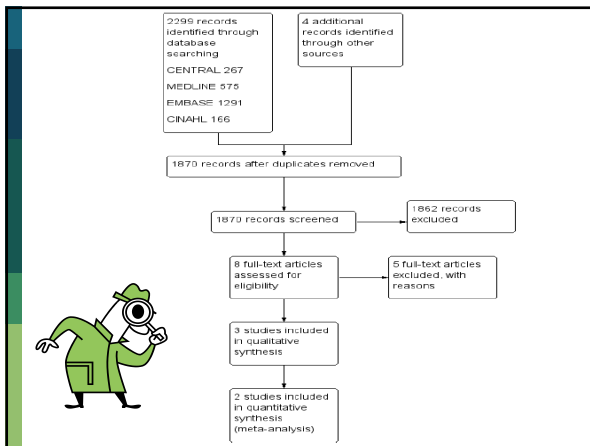 2299 records
identified through
database
searching
CENTRAL 267
MEDLINE 575
EMBASE 1291
CINAHL 166
4 additional
records identified
through other
sources
1870 records after duplicates removed
1870 records screened
1862 records
excluded
8 full-text articles
assessed for
eligibility
5 full-text articles
excluded, with
reasons
3 studies included
in qualitative
synthesis
2 studies included
in quantitative
synthesis
(meta-analysis)